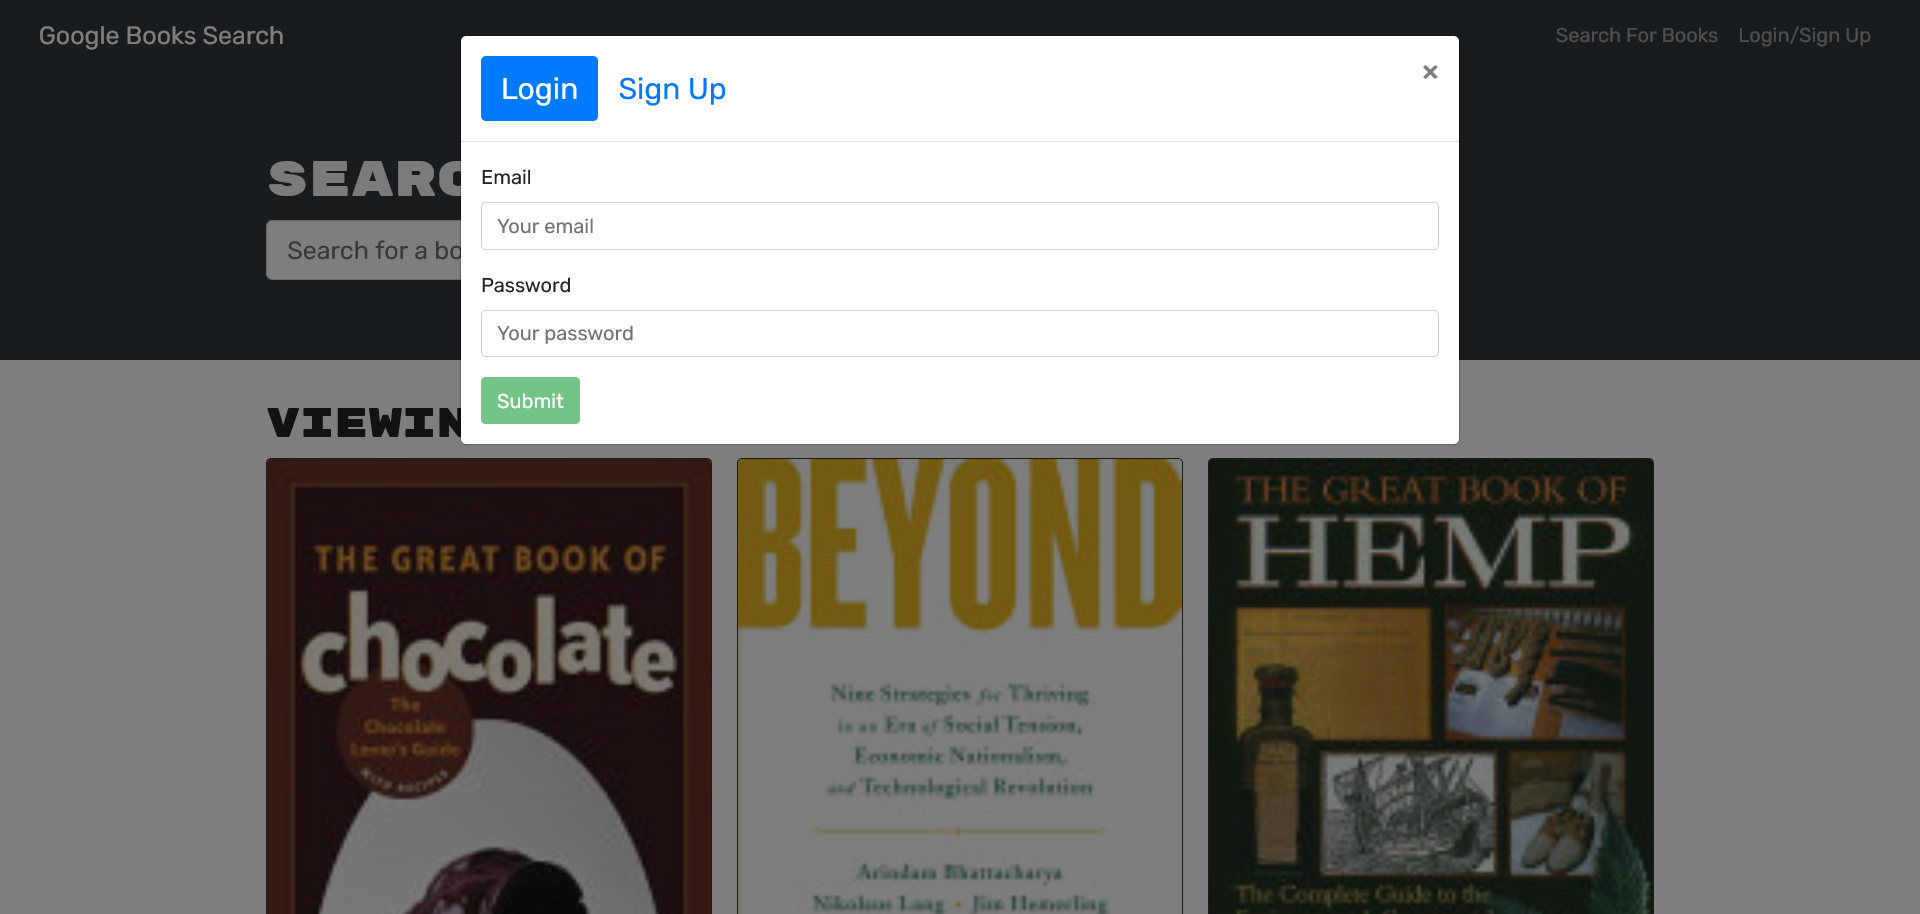 Google Books Search
Search For Books
Login/Sign Up
Login
Sign Up
×
SEARC
Email
Your email
Search for a bo
Password
Your password
Submit
VIEWIN
THE GREAT BOOK OF
chocolate
The
Chocolate
Lover's Guide
WITH RECIPES
BEYOND
Nine Strategies for Thriving
in an Era of Social Tension,
Economic Nationalism,
and Technological Revolution
Arindam Bhattacharya
Nikolaus Lang • Jim Hemerling
THE GREAT BOOK OF
HEMP
The Complete Guide to the